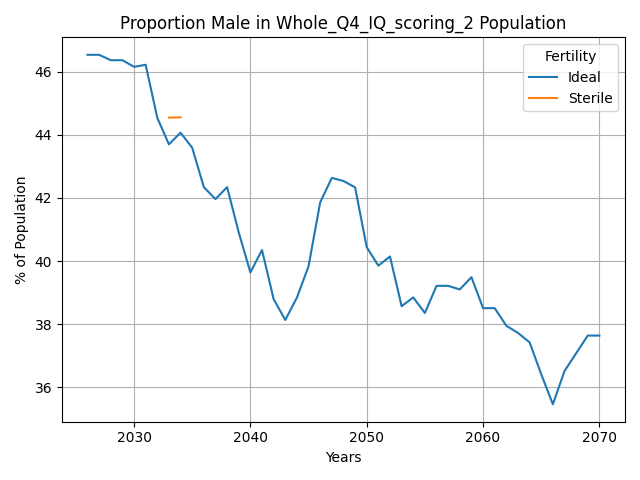 Proportion Male in Whole_Q4_IQ_scoring_2 Population
Fertility
Ideal
Sterile
% of Population
46
44
42
40
38
36
2030 2040 2050 2060 2070
Years